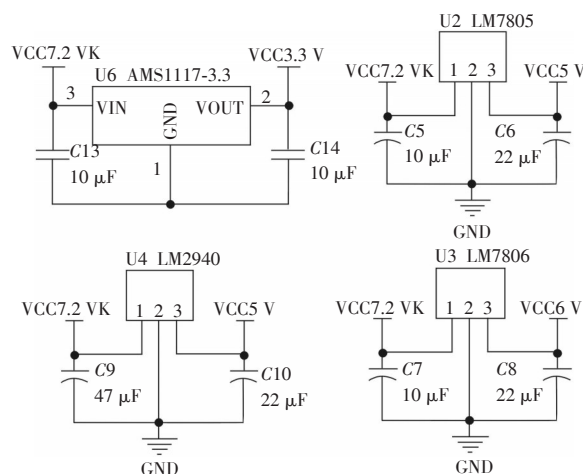 VCC7.2 VK
U6 AMS1117-3.3
VCC3.3 V
3
VIN
GND
VOUT
2
C13
10 μF
1
C14
10 μF
U2 LM7805
VCC7.2 VK
1 2 3
VCC5 V
C5
10 μF
C6
22 μF
GND
U4 LM2940
VCC7.2 VK
1 2 3
VCC5 V
C9
47 μF
C10
22 μF
GND
U3 LM7806
VCC7.2 VK
1 2 3
VCC6 V
C7
10 μF
C8
22 μF
GND